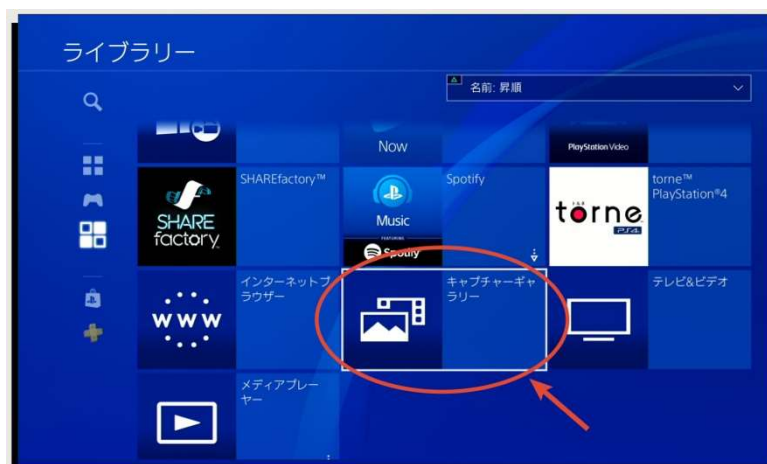 ライブラリー
名前: 昇順
Now
PlayStation Video
SHAREfactory™
SHARE
factory
Music
FEATURING
Spotify
Spotify
torne™
PlayStation®4
torne
PS4
インターネットブ
ラウザー
www
キャプチャーギャ
ラリー
テレビ&ビデオ
メディアプレー
ヤー